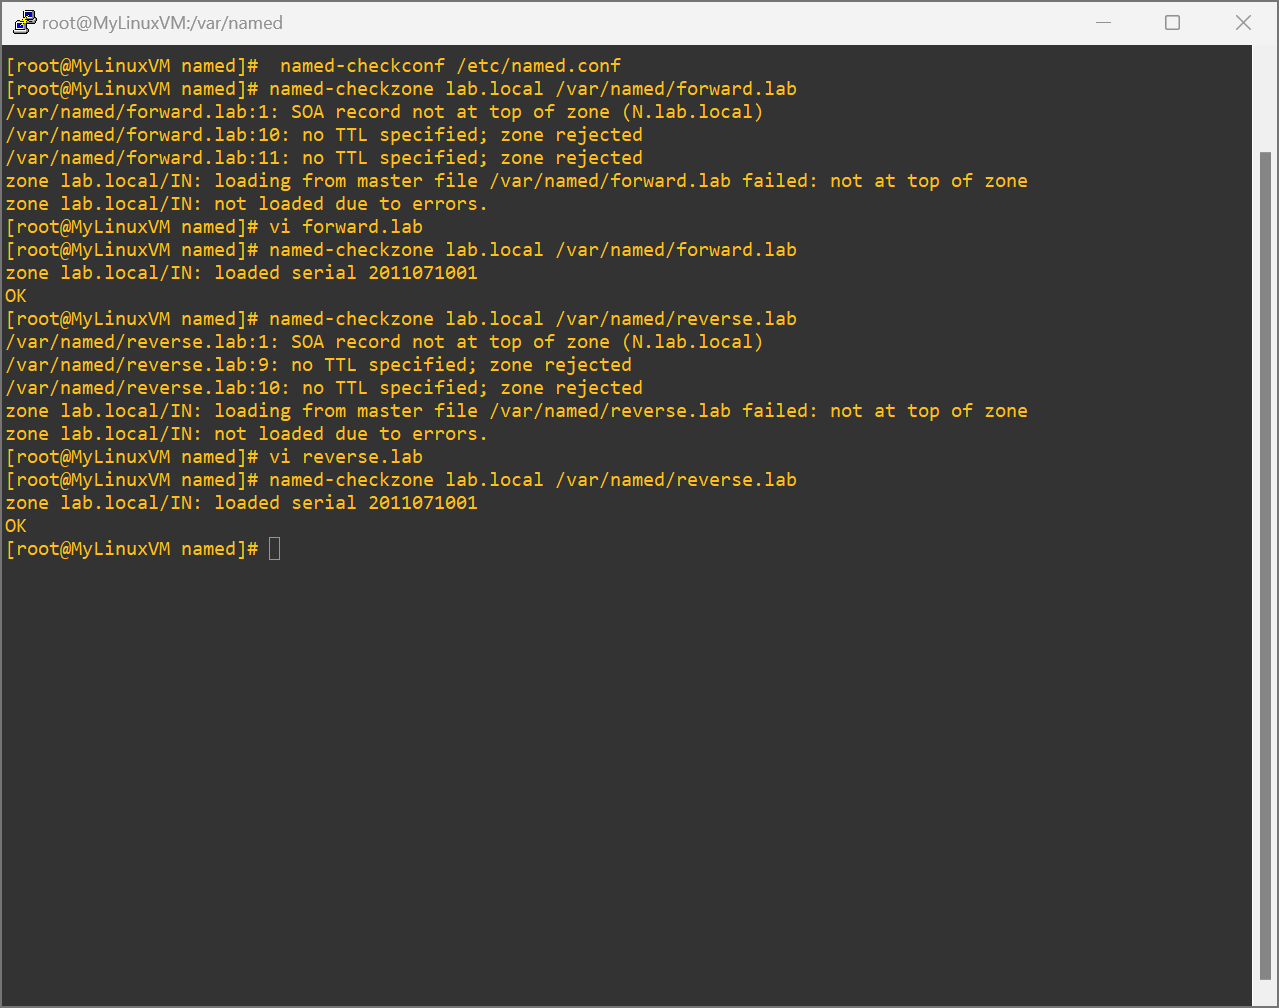 root@MyLinuxVM:/var/named
[root@MyLinuxVM named]#  named-checkconf /etc/named.conf
[root@MyLinuxVM named]# named-checkzone lab.local /var/named/forward.lab
/var/named/forward.lab:1: SOA record not at top of zone (N.lab.local)
/var/named/forward.lab:10: no TTL specified; zone rejected
/var/named/forward.lab:11: no TTL specified; zone rejected
zone lab.local/IN: loading from master file /var/named/forward.lab failed: not at top of zone
zone lab.local/IN: not loaded due to errors.
[root@MyLinuxVM named]# vi forward.lab
[root@MyLinuxVM named]# named-checkzone lab.local /var/named/forward.lab
zone lab.local/IN: loaded serial 2011071001
OK
[root@MyLinuxVM named]# named-checkzone lab.local /var/named/reverse.lab
/var/named/reverse.lab:1: SOA record not at top of zone (N.lab.local)
/var/named/reverse.lab:9: no TTL specified; zone rejected
/var/named/reverse.lab:10: no TTL specified; zone rejected
zone lab.local/IN: loading from master file /var/named/reverse.lab failed: not at top of zone
zone lab.local/IN: not loaded due to errors.
[root@MyLinuxVM named]# vi reverse.lab
[root@MyLinuxVM named]# named-checkzone lab.local /var/named/reverse.lab
zone lab.local/IN: loaded serial 2011071001
OK
[root@MyLinuxVM named]#